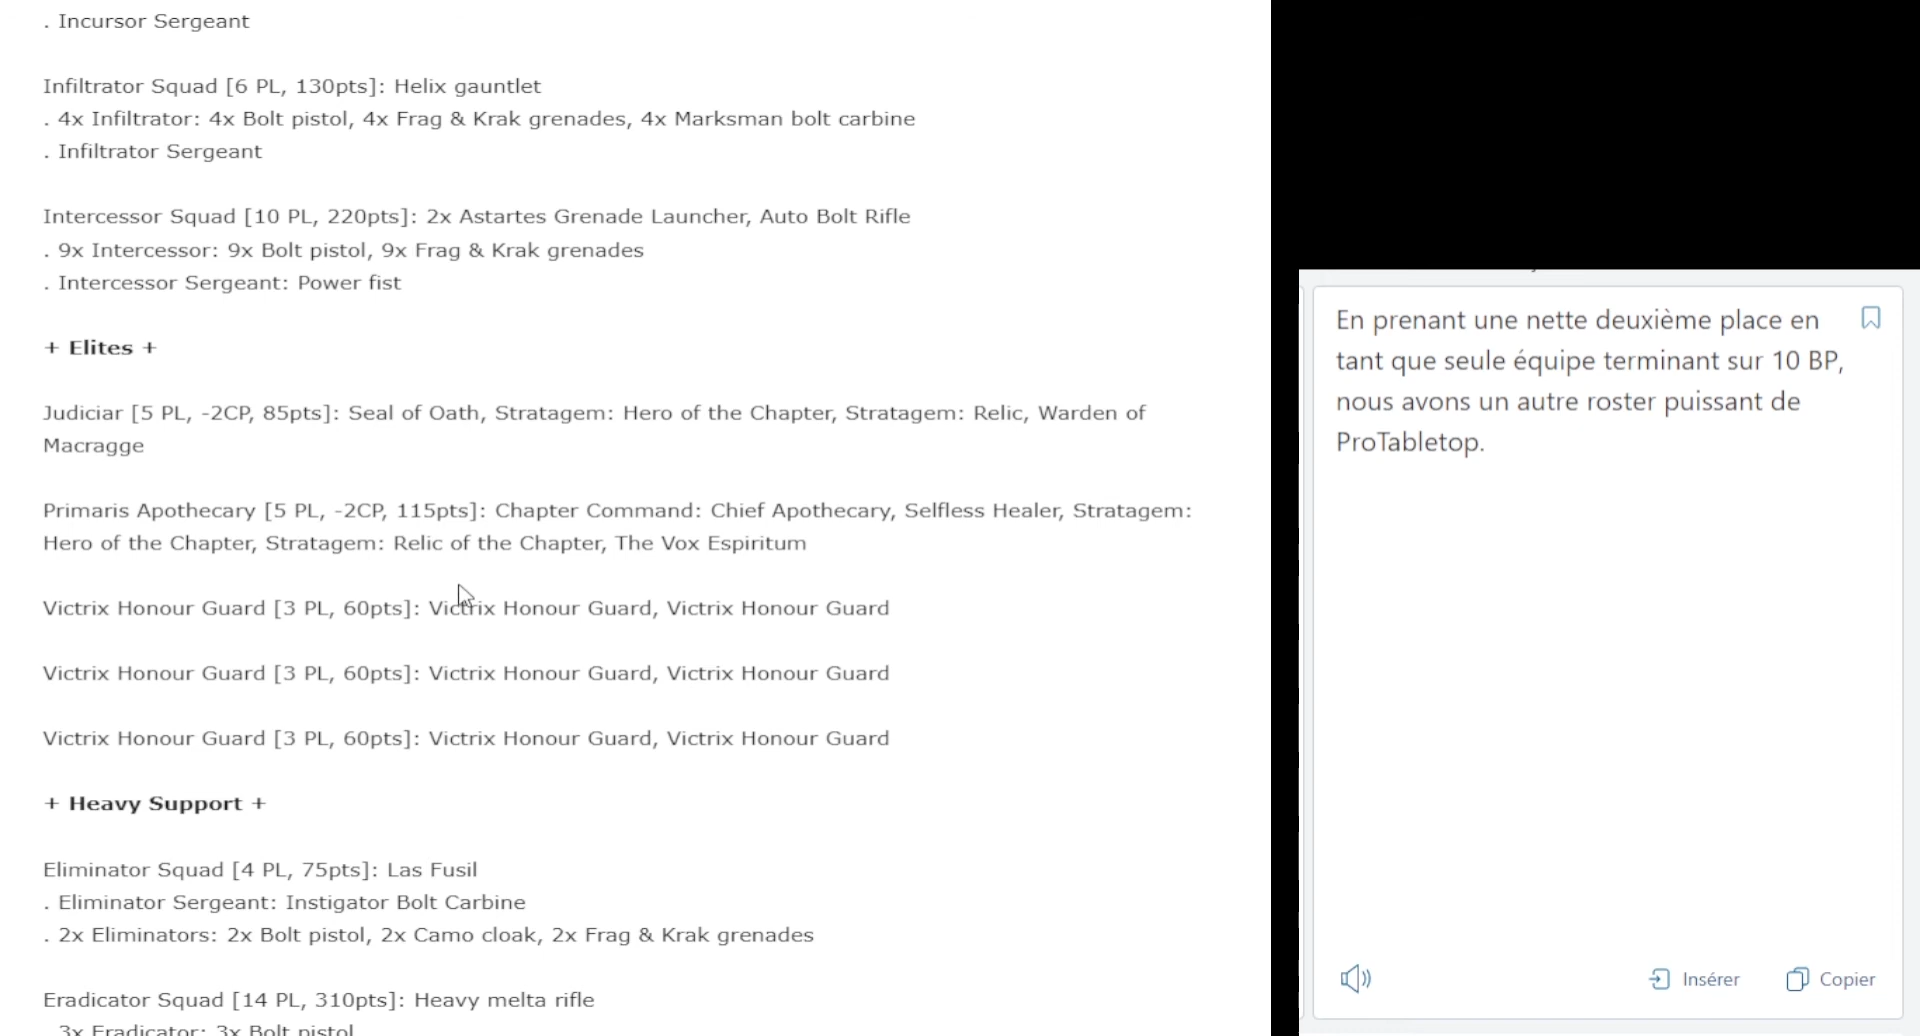 . Incursor Sergeant
Infiltrator Squad [6 PL, 130pts]: Helix gauntlet
. 4x Infiltrator: 4x Bolt pistol, 4x Frag & Krak grenades, 4x Marksman bolt carbine
. Infiltrator Sergeant
Intercessor Squad [10 PL, 220pts]: 2x Astartes Grenade Launcher, Auto Bolt Rifle
. 9x Intercessor: 9x Bolt pistol, 9x Frag & Krak grenades
. Intercessor Sergeant: Power fist
+ Elites +
Judiciar [5 PL, -2CP, 85pts]: Seal of Oath, Stratagem: Hero of the Chapter, Stratagem: Relic, Warden of
Macragge
Primaris Apothecary [5 PL, -2CP, 115pts]: Chapter Command: Chief Apothecary, Selfless Healer, Stratagem:
Hero of the Chapter, Stratagem: Relic of the Chapter, The Vox Espiritum
Victrix Honour Guard [3 PL, 60pts]: Victrix Honour Guard, Victrix Honour Guard
Victrix Honour Guard [3 PL, 60pts]: Victrix Honour Guard, Victrix Honour Guard
Victrix Honour Guard [3 PL, 60pts]: Victrix Honour Guard, Victrix Honour Guard
+ Heavy Support +
Eliminator Squad [4 PL, 75pts]: Las Fusil
. Eliminator Sergeant: Instigator Bolt Carbine
. 2x Eliminators: 2x Bolt pistol, 2x Camo cloak, 2x Frag & Krak grenades
Eradicator Squad [14 PL, 310pts]: Heavy melta rifle
. 3x Eradicator: 3x Bolt pistol
En prenant une nette deuxième place en
tant que seule équipe terminant sur 10 BP,
nous avons un autre roster puissant de
ProTabletop.
Insérer
Copier